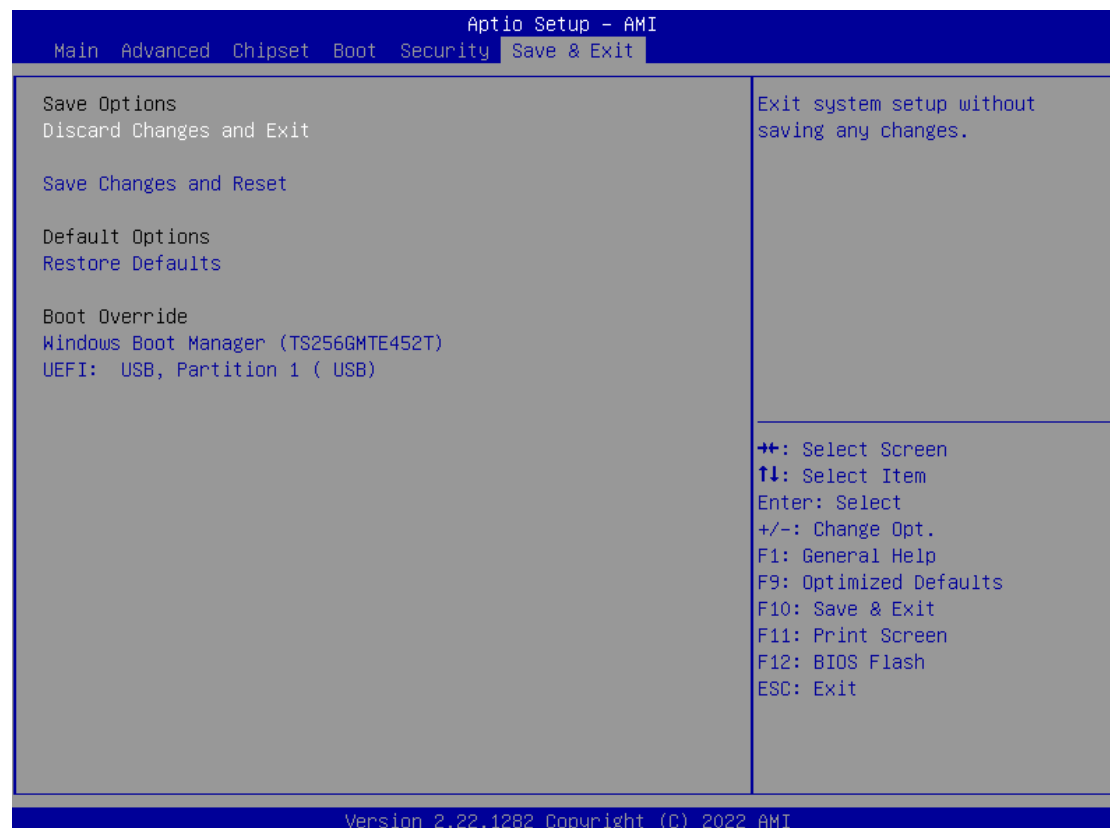 Aptio Setup – AMI
Main Advanced Chipset Boot Security Save & Exit
Save Options
Discard Changes and Exit
Save Changes and Reset
Default Options
Restore Defaults
Boot Override
Windows Boot Manager (TS256GMTE452T)
UEFI: USB, Partition 1 ( USB)
Exit system setup without
saving any changes.
→←: Select Screen
↑↓: Select Item
Enter: Select
+/-: Change Opt.
F1: General Help
F9: Optimized Defaults
F10: Save & Exit
F11: Print Screen
F12: BIOS Flash
ESC: Exit
Version 2.22.1282 Copyright (C) 2022 AMI